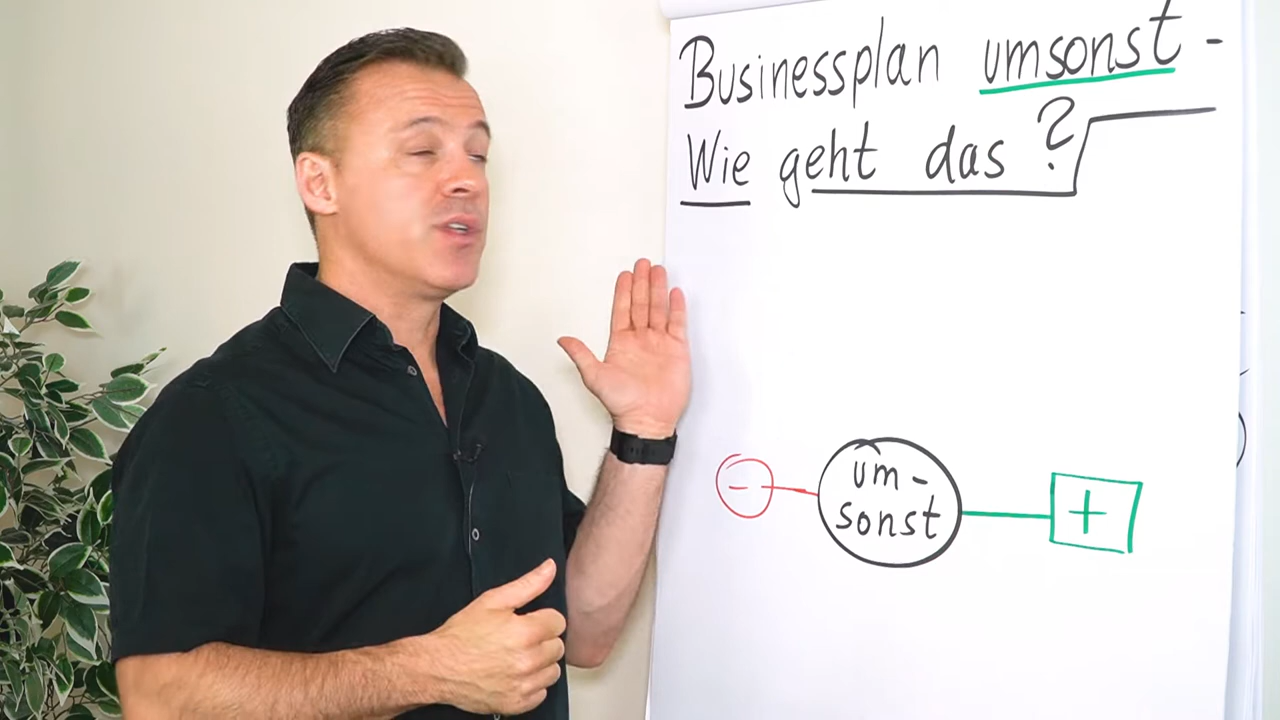 Businessplan umsonst -
Wie geht das?
-
um-
sonst
+